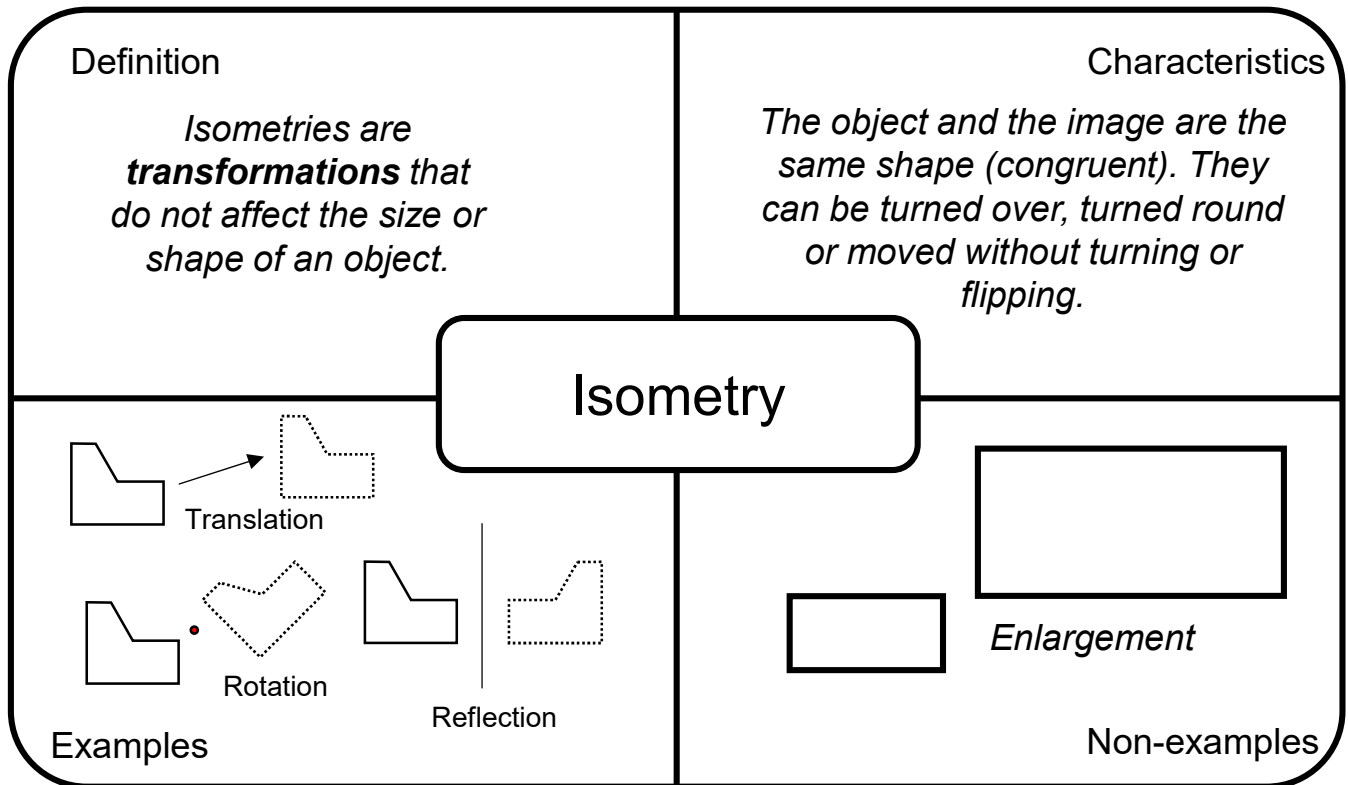 Definition
Isometries are
transformations that
do not affect the size or
shape of an object.
Characteristics
The object and the image are the
same shape (congruent). They
can be turned over, turned round
or moved without turning or
flipping.
Isometry
Translation
Rotation
Reflection
Examples
Enlargement
Non-examples